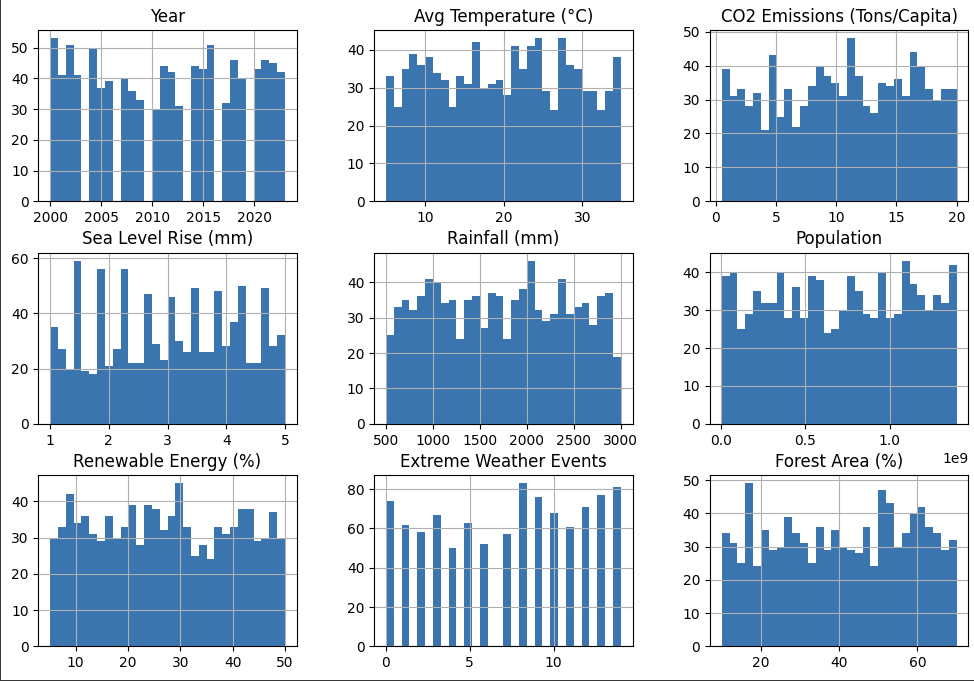 Year Avg Temperature (°C) CO2 Emissions (Tons/Capita)
50 40 50
40 30 40
30 20 30
20 10 20
10 0 10
0 0
2000 2005 2010 2015 2020 10 20 30 0 5 10 15 20
Sea Level Rise (mm) Rainfall (mm) Population
60 40 40
40 30 30
20 20 20
0 10 10
0 0
1 2 3 4 5 500 1000 1500 2000 2500 3000 0.0 0.5 1.0
1e9
Renewable Energy (%) Extreme Weather Events Forest Area (%)
40 80 50
30 60 40
20 40 30
10 20 20
0 0 10
0
10 20 30 40 50 0 5 10 20 40 60